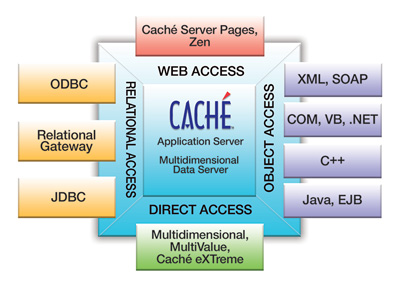 Caché Server Pages,
Zen
WEB ACCESS
ODBC
Relational
Gateway
JDBC
RELATIONAL ACCESS
CACHÉ
Application Server
Multidimensional
Data Server
OBJECT ACCESS
XML, SOAP
COM, VB, .NET
C++
Java, EJB
DIRECT ACCESS
Multidimensional,
MultiValue,
Caché eXTreme